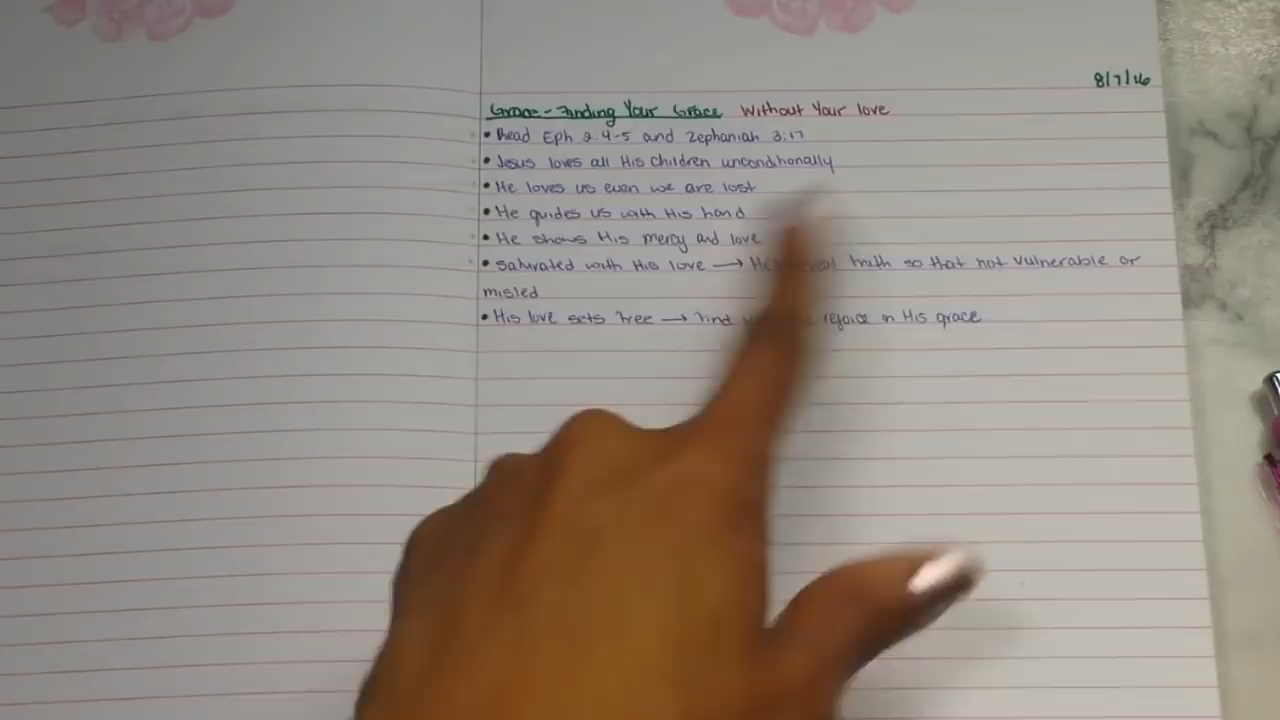 8/7/16
Grace - Finding Your Grace Without Your love
• Read Eph 2.4-5 and Zephaniah 3:17
• Jesus loves all His children unconditionally
• He loves us even we are lost
• He guides us with His hand
• He shows His mercy and love
• Saturated with His love → truth so that not vulnerable or
misled
• His love sets free → find rejoice in His grace